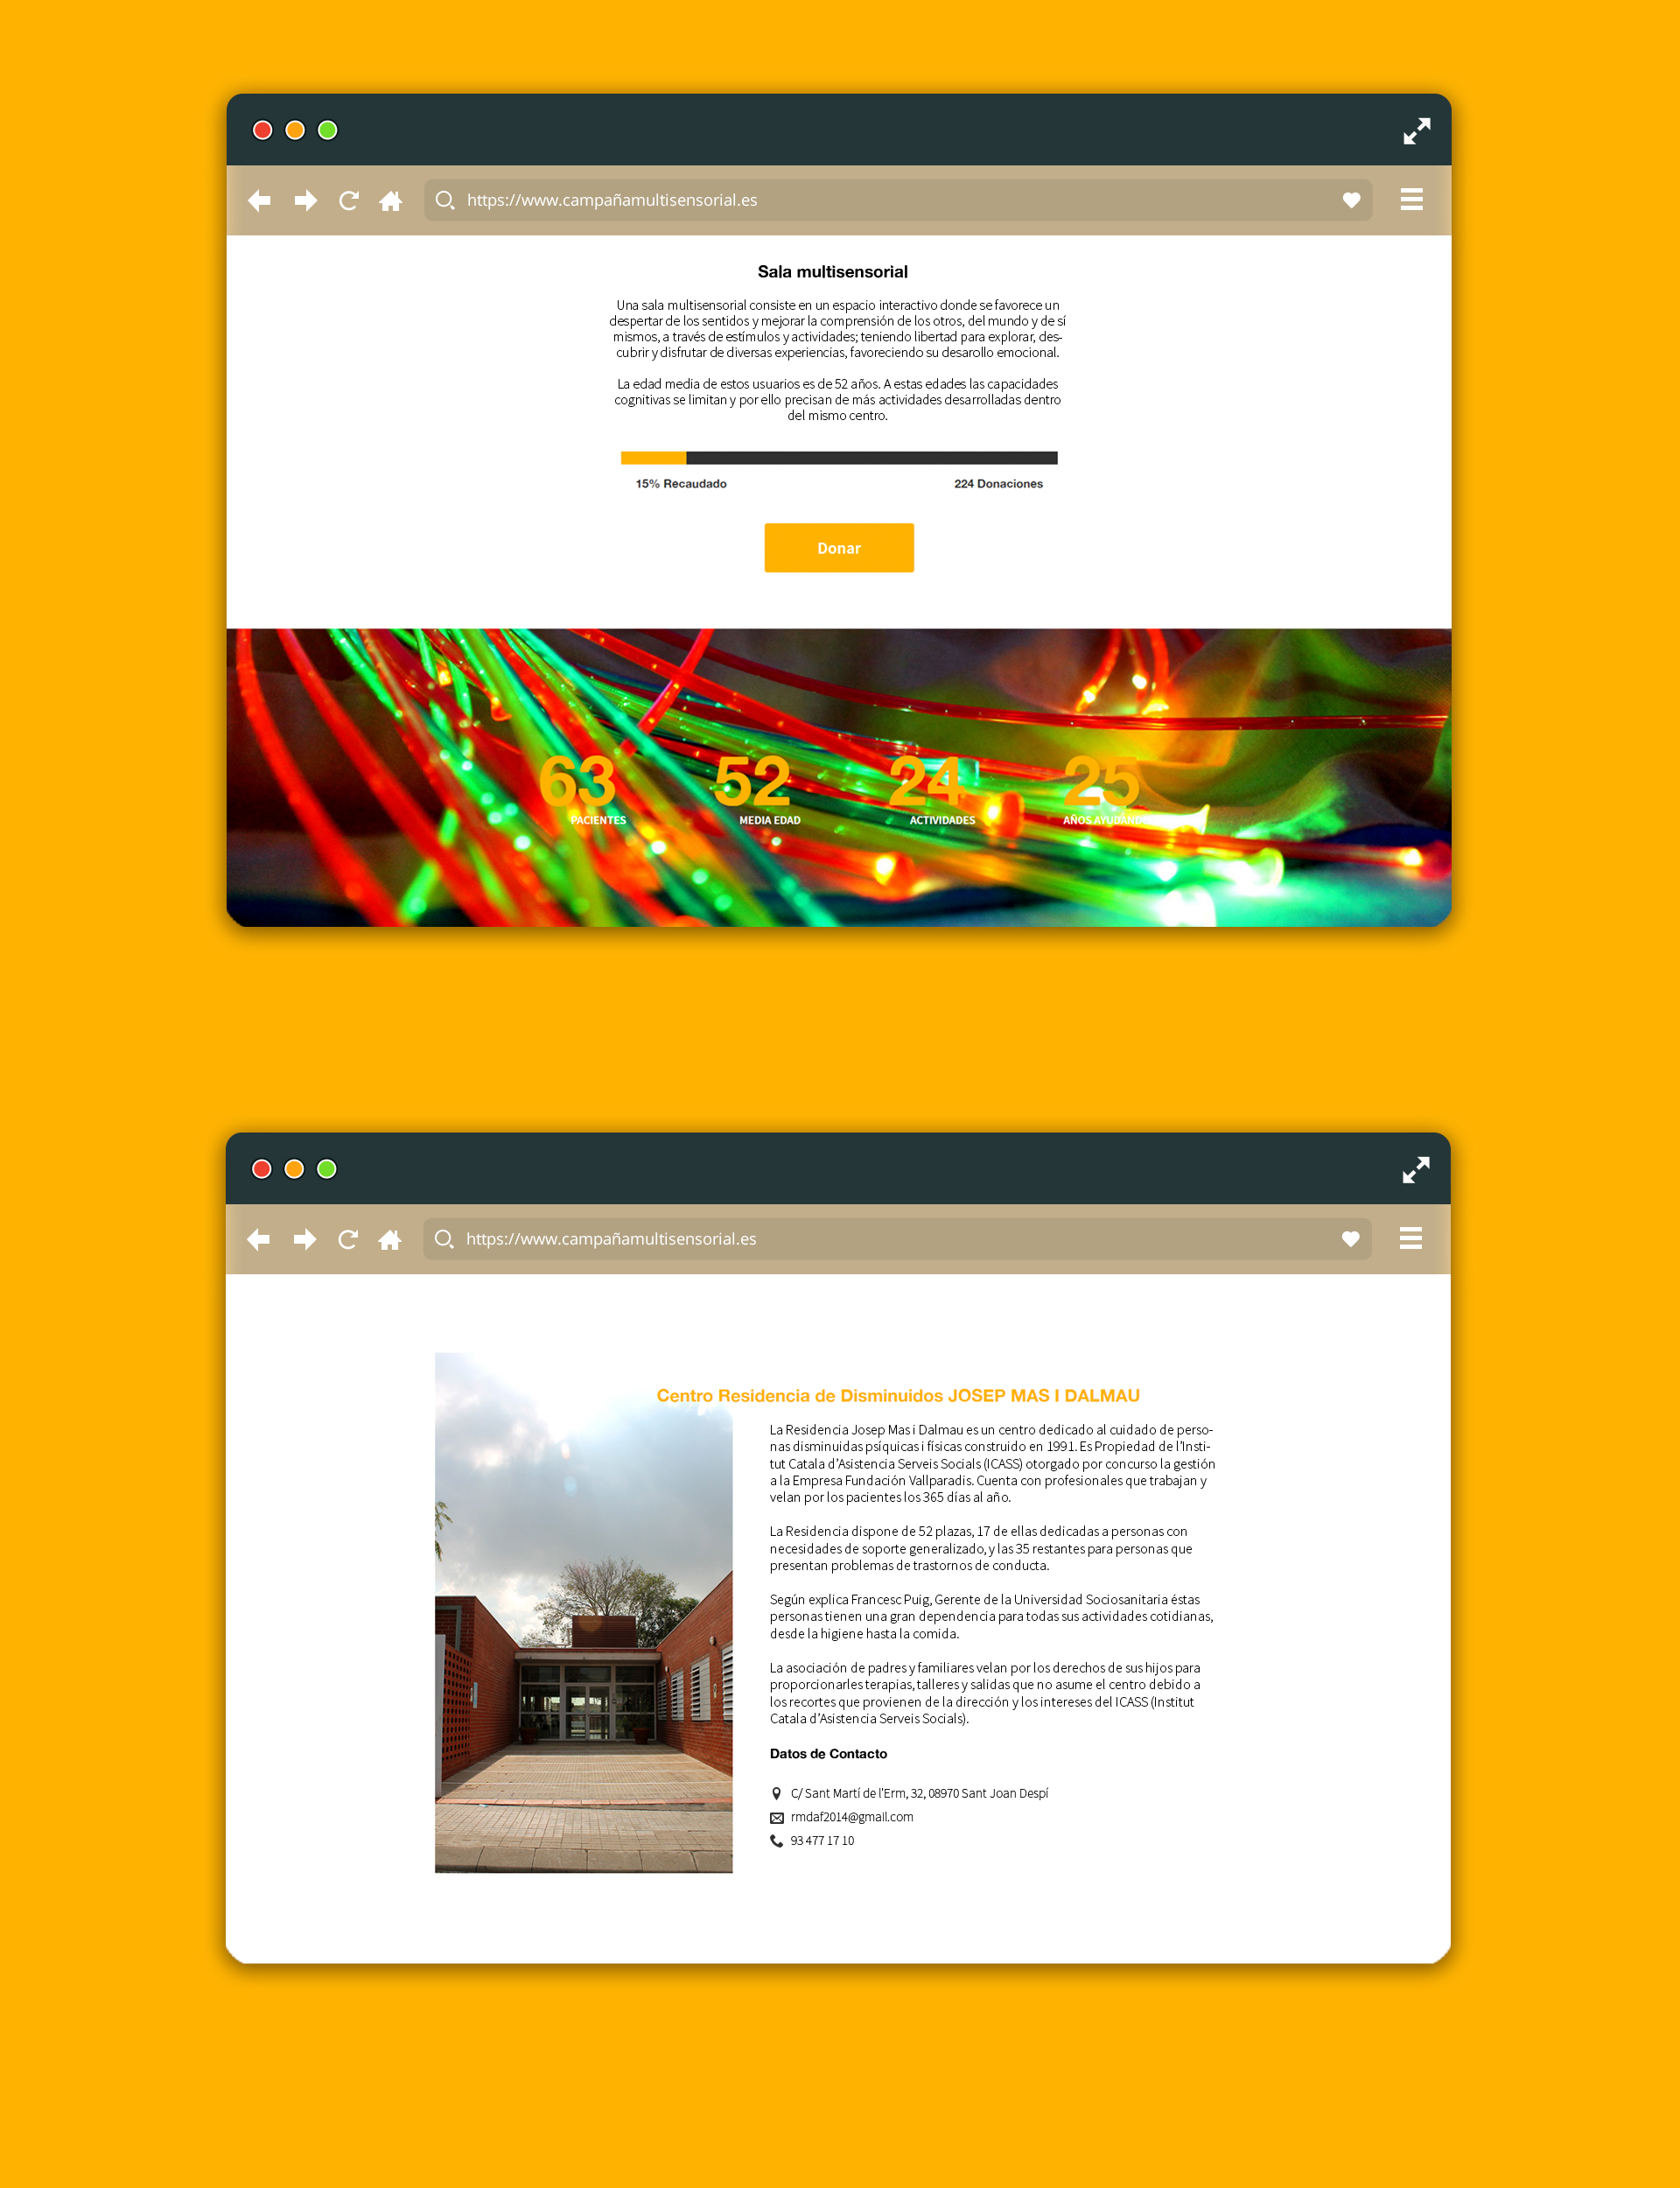 https://www.campañamultisensorial.es
Sala multisensorial
Una sala multisensorial consiste en un espacio interactivo donde se favorece un
despertar de los sentidos y mejorar la comprensión de los otros, del mundo y de sí
mismos, a través de estímulos y actividades; teniendo libertad para explorar, des-
cubrir y disfrutar de diversas experiencias, favoreciendo su desarollo emocional.
La edad media de estos usuarios es de 52 años. A estas edades las capacidades
cognitivas se limitan y por ello precisan de más actividades desarrolladas dentro
del mismo centro.
15% Recaudado
224 Donaciones
Donar
63 52 24 25
PACIENTES MEDIA EDAD ACTIVIDADES AÑOS AYUDANDO
https://www.campañamultisensorial.es
Centro Residencia de Disminuidos JOSEP MAS I DALMAU
La Residencia Josep Mas i Dalmau es un centro dedicado al cuidado de perso-
nas disminuidas psíquicas i físicas construido en 1991. Es Propiedad de l'Insti-
tut Catala d'Asistencia Serveis Socials (ICASS) otorgado por concurso la gestión
a la Empresa Fundación Vallparadis. Cuenta con profesionales que trabajan y
velan por los pacientes los 365 días al año.
La Residencia dispone de 52 plazas, 17 de ellas dedicadas a personas con
necesidades de soporte generalizado, y las 35 restantes para personas que
presentan problemas de trastornos de conducta.
Según explica Francesc Puig, Gerente de la Universidad Sociosanitaria éstas
personas tienen una gran dependencia para todas sus actividades cotidianas,
desde la higiene hasta la comida.
La asociación de padres y familiares velan por los derechos de sus hijos para
proporcionarles terapias, talleres y salidas que no asume el centro debido a
los recortes que provienen de la dirección y los intereses del ICASS (Institut
Catala d'Asistencia Serveis Socials).
Datos de Contacto
C/ Sant Martí de l'Erm, 32, 08970 Sant Joan Despí
rmdaf2014@gmail.com
93 477 17 10